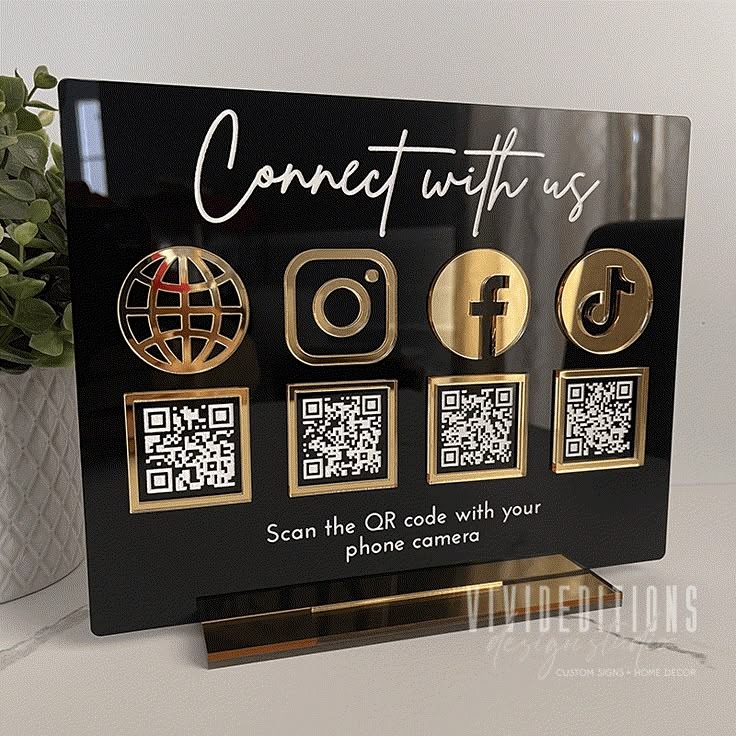 Connect with us
Scan the QR code with your
phone camera
VIVIDEDITIONS
design studio
CUSTOM SIGNS + HOME DECOR